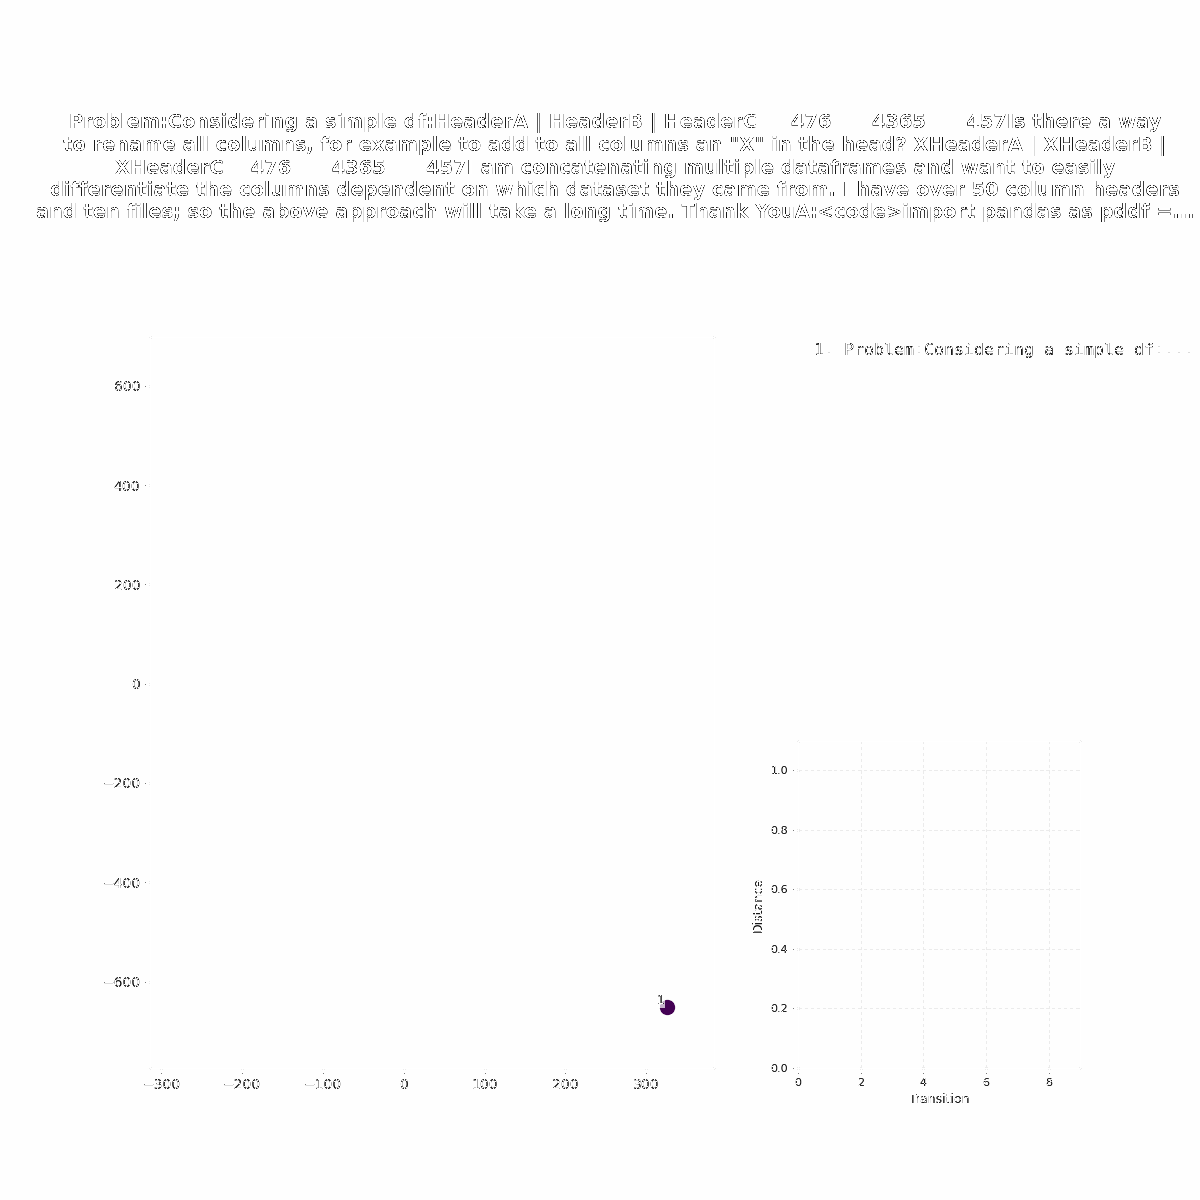 Problem:Considering a simple df:HeaderA | HeaderB | HeaderC    476    4365    457Is there a way
to rename all columns, for example to add to all columns an "X" in the head? XHeaderA | XHeaderB |
XHeaderC    476    4365    457I am concatenating multiple dataframes and want to easily
differentiate the columns dependent on which dataset they came from. I have over 50 column headers
and ten files; so the above approach will take a long time. Thank YouA:<code>import pandas as pddf =...
1. Problem:Considering a simple df:...
600
400
200
0
−200
−400
−600
−300 −200 −100 0 100 200 300
1
1.0
0.8
0.6
0.4
0.2
0.0
0 2 4 6 8
Distance
Transition